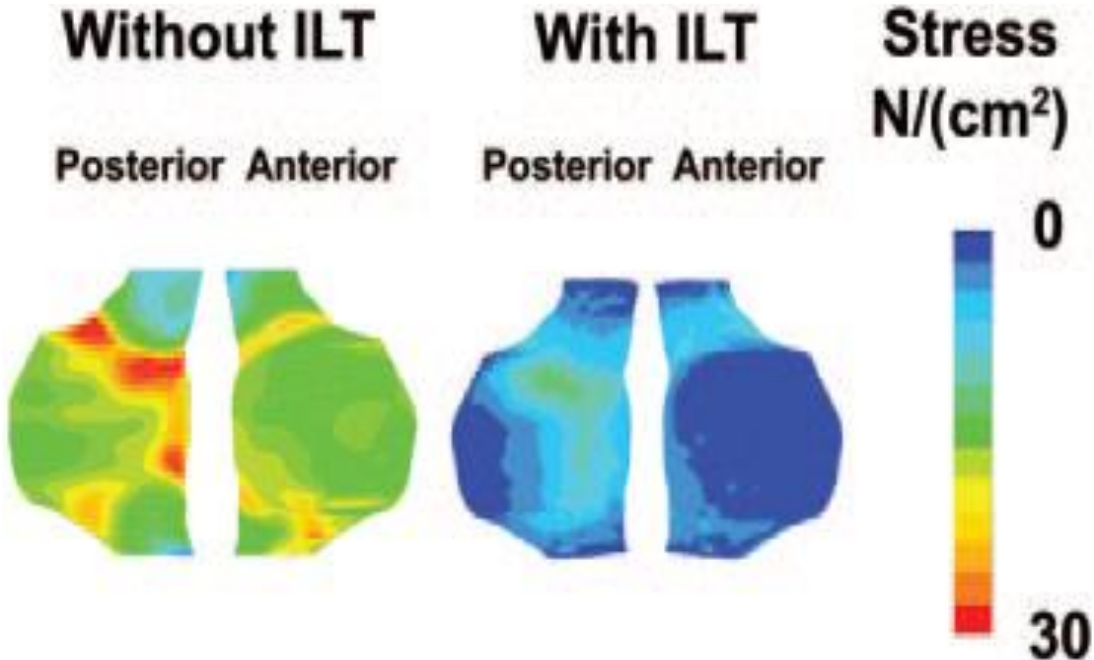 Without ILT
With ILT
Stress
N/(cm²)
Posterior Anterior
Posterior Anterior
0
30